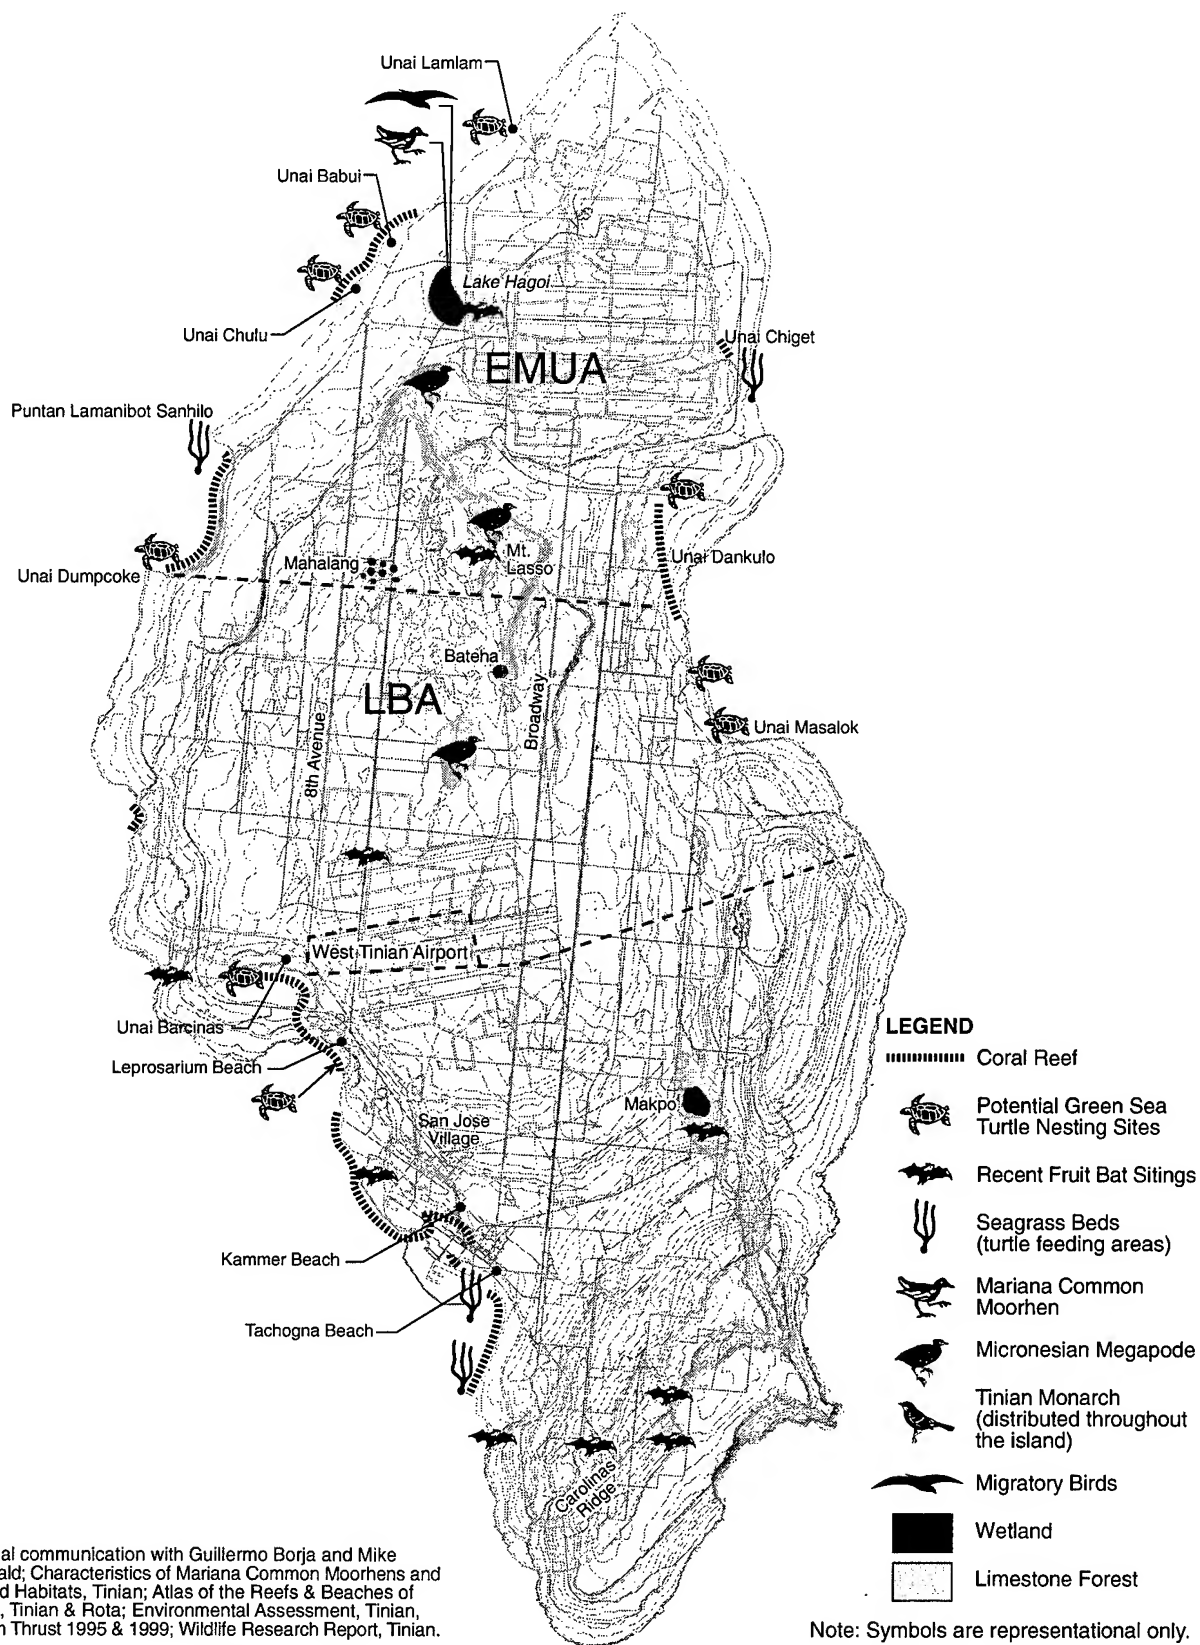 Unai Lamlam
Unai Babui
Lake Hagoi
Unai Chulu
Unai Chiget
EMUA
Puntan Lamanibot Sanhilo
Mt.
Lasso
Mahalang
Unai Dankulo
Unai Dumpcoke
Bateha
LBA
Broadway
8th Avenue
Unai Masalok
West Tinian Airport
Unai Barcinas
Leprosarium Beach
Makpo
San Jose
Village
Kammer Beach
Tachogna Beach
Carolinas
Ridge
LEGEND
Coral Reef
Potential Green Sea
Turtle Nesting Sites
Recent Fruit Bat Sitings
Seagrass Beds
(turtle feeding areas)
Mariana Common
Moorhen
Micronesian Megapode
Tinian Monarch
(distributed throughout
the island)
Migratory Birds
Wetland
Limestone Forest
al communication with Guillermo Borja and Mike
ald; Characteristics of Mariana Common Moorhens and
d Habitats, Tinian; Atlas of the Reefs & Beaches of
, Tinian & Rota; Environmental Assessment, Tinian,
Thrust 1995 & 1999; Wildlife Research Report, Tinian.
Note: Symbols are representational only.